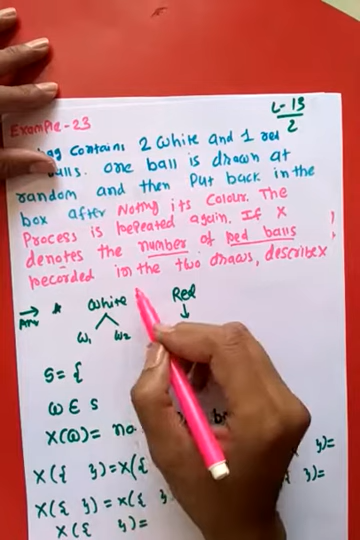 L-13
2
Example-23
bag contains 2 White and 1 red
balls. one ball is drawn at
random and then Put back in the
box after Noting its Colour. The
Process is Repeated again. If X
denotes the number of Red balls
Recorded in the two draws, describe X
Ans * White Red
w₁ w₂
S= {
ω ∈ S
X(ω)= no.
X({ })=X({ })=
X({ })= X({ })=
X({ })=